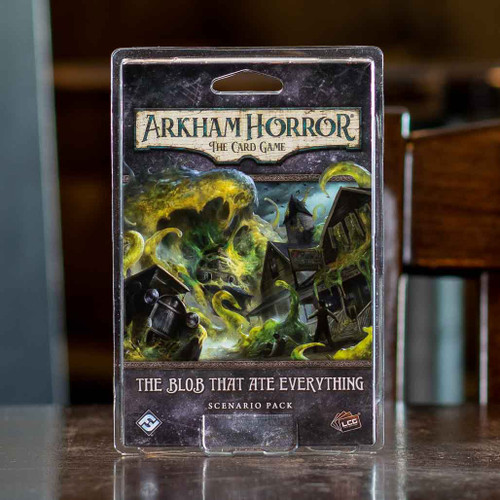 ARKHAM HORROR
THE CARD GAME
THE BLOB THAT ATE EVERYTHING
SCENARIO PACK
LCG